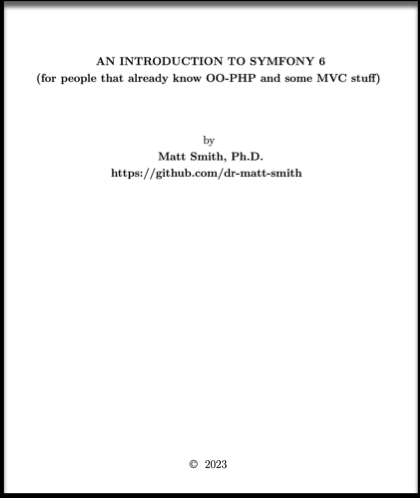 AN INTRODUCTION TO SYMFONY 6
(for people that already know OO-PHP and some MVC stuff)
by
Matt Smith, Ph.D.
https://github.com/dr-matt-smith
© 2023